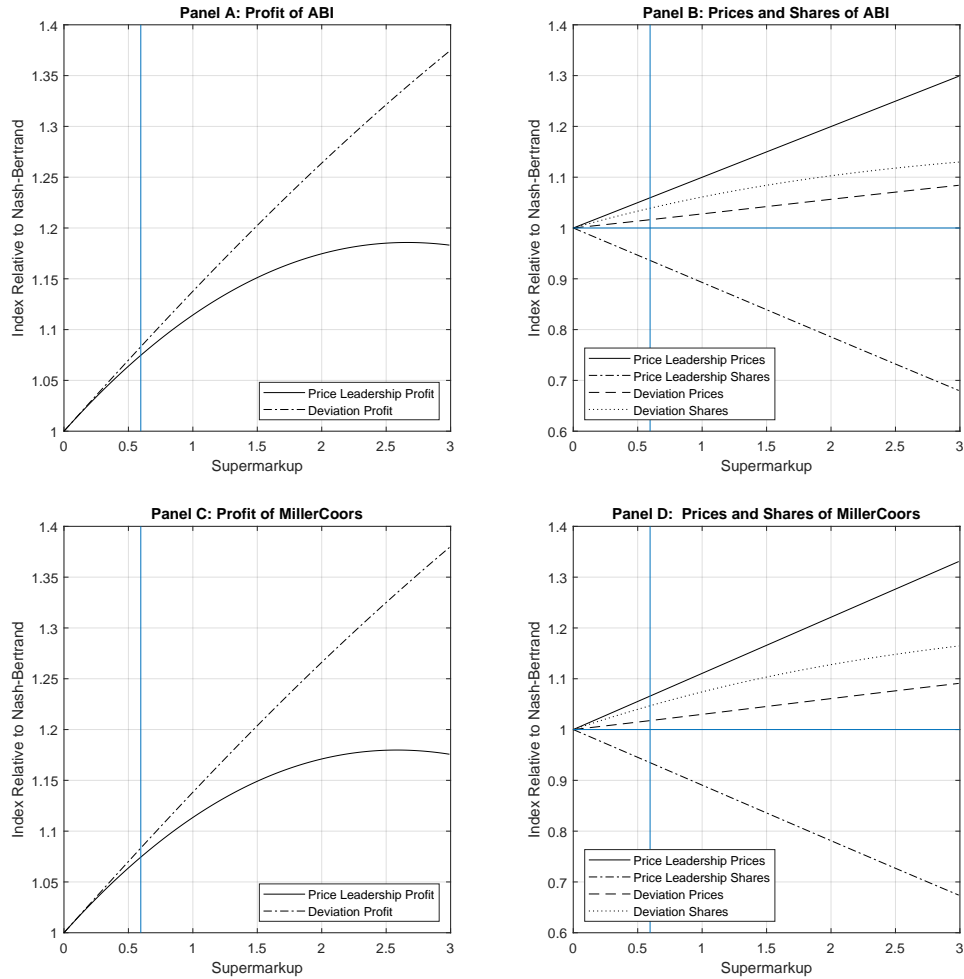 Panel A: Profit of ABI
Index Relative to Nash-Bertrand
1.4
1.35
1.3
1.25
1.2
1.15
1.1
1.05
1
0 0.5 1 1.5 2 2.5 3
Supermarkup
Price Leadership Profit
Deviation Profit
Panel B: Prices and Shares of ABI
Index Relative to Nash-Bertrand
1.4
1.3
1.2
1.1
1
0.9
0.8
0.7
0.6
0 0.5 1 1.5 2 2.5 3
Supermarkup
Price Leadership Prices
Price Leadership Shares
Deviation Prices
Deviation Shares
Panel C: Profit of MillerCoors
Index Relative to Nash-Bertrand
1.4
1.35
1.3
1.25
1.2
1.15
1.1
1.05
1
0 0.5 1 1.5 2 2.5 3
Supermarkup
Price Leadership Profit
Deviation Profit
Panel D: Prices and Shares of MillerCoors
Index Relative to Nash-Bertrand
1.4
1.3
1.2
1.1
1
0.9
0.8
0.7
0.6
0 0.5 1 1.5 2 2.5 3
Supermarkup
Price Leadership Prices
Price Leadership Shares
Deviation Prices
Deviation Shares